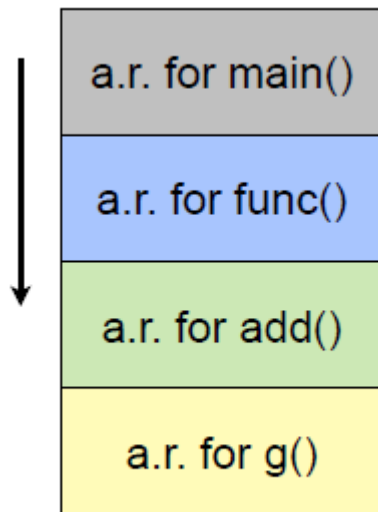 a.r. for main()
a.r. for func()
a.r. for add()
a.r. for g()